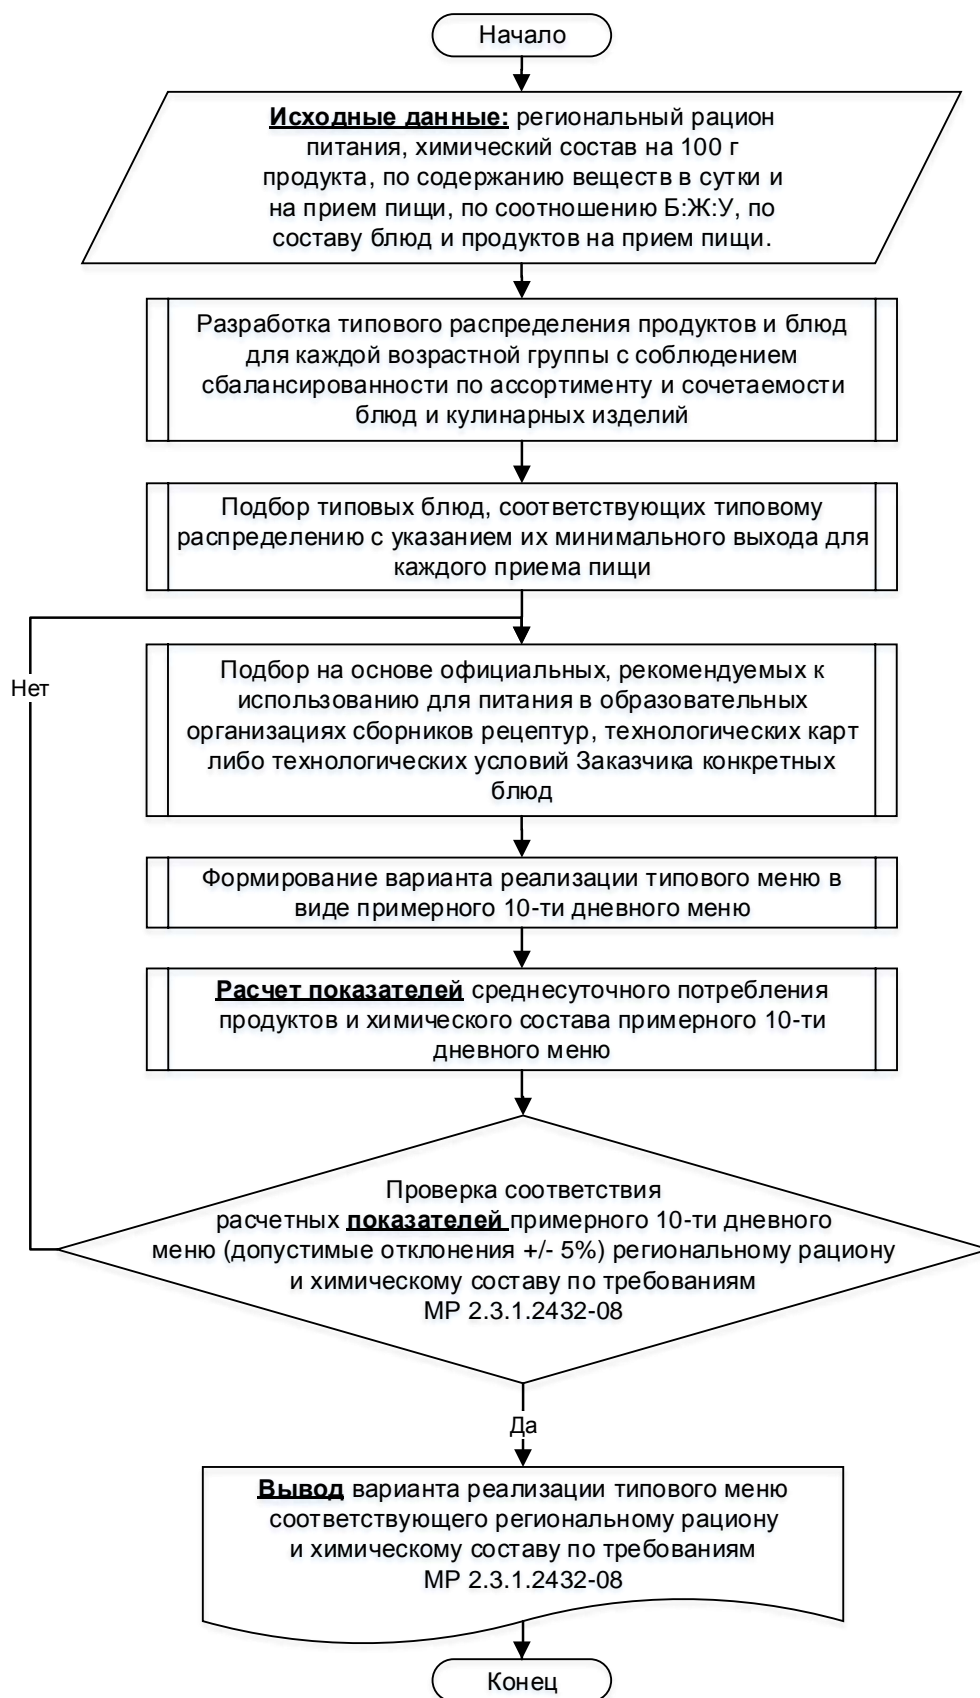 Начало
Исходные данные: региональный рацион
питания, химический состав на 100 г
продукта, по содержанию веществ в сутки и
на прием пищи, по соотношению Б:Ж:У, по
составу блюд и продуктов на прием пищи.
Разработка типового распределения продуктов и блюд
для каждой возрастной группы с соблюдением
сбалансированности по ассортименту и сочетаемости
блюд и кулинарных изделий
Подбор типовых блюд, соответствующих типовому
распределению с указанием их минимального выхода для
каждого приема пищи
Нет
Подбор на основе официальных, рекомендуемых к
использованию для питания в образовательных
организациях сборников рецептур, технологических карт
либо технологических условий Заказчика конкретных
блюд
Формирование варианта реализации типового меню в
виде примерного 10-ти дневного меню
Расчет показателей среднесуточного потребления
продуктов и химического состава примерного 10-ти
дневного меню
Проверка соответствия
расчетных показателей примерного 10-ти дневного
меню (допустимые отклонения +/- 5%) региональному рациону
и химическому составу по требованиям
МР 2.3.1.2432-08
Да
Вывод варианта реализации типового меню
соответствующего региональному рациону
и химическому составу по требованиям
МР 2.3.1.2432-08
Конец